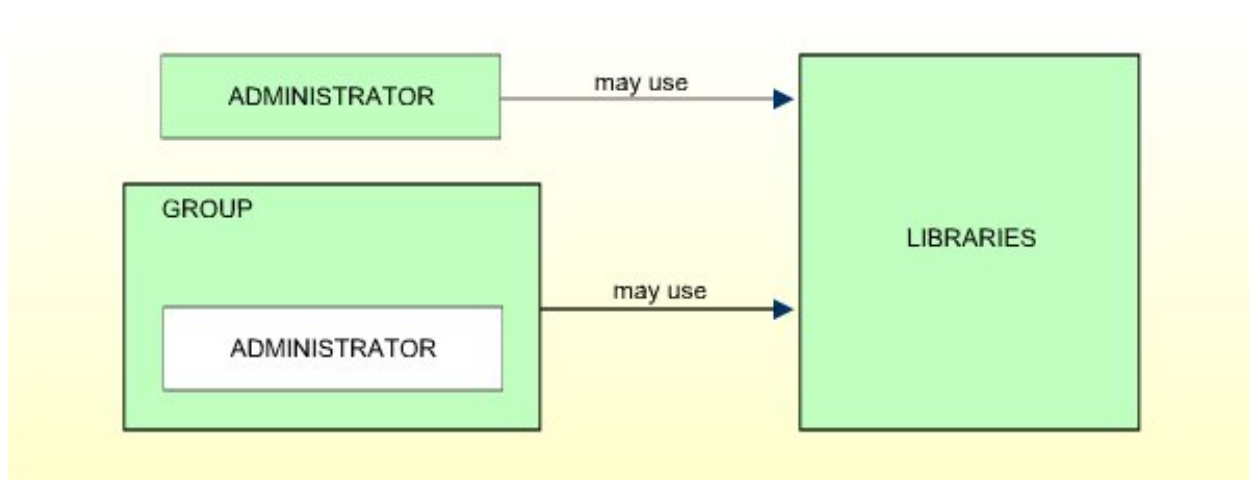 ADMINISTRATOR
may use
GROUP
LIBRARIES
may use
ADMINISTRATOR